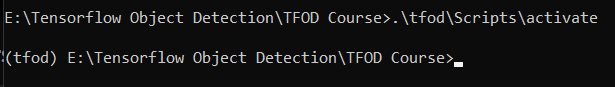 E:\Tensorflow Object Detection\TFOD Course>.\tfod\Scripts\activate
(tfod) E:\Tensorflow Object Detection\TFOD Course>